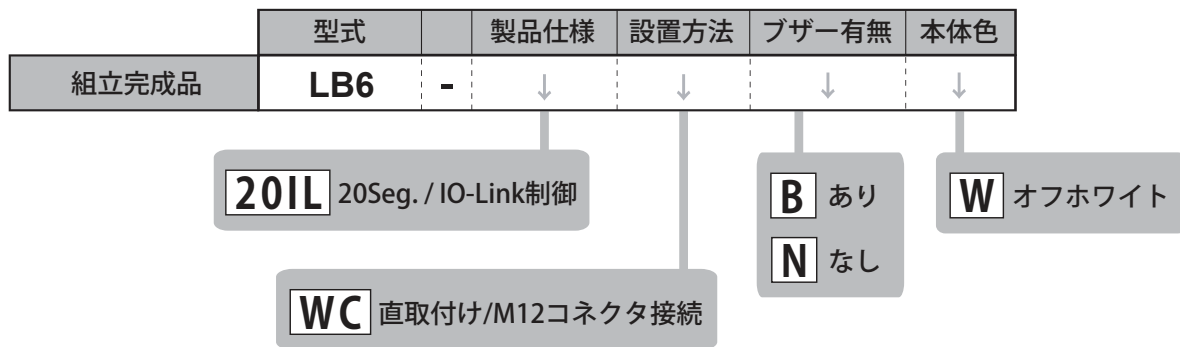 型式 製品仕様 設置方法 ブザー有無 本体色
組立完成品 LB6 - ↓ ↓ ↓ ↓
20IL 20Seg. / IO-Link制御
B あり
W オフホワイト
N なし
WC 直取付け/M12コネクタ接続